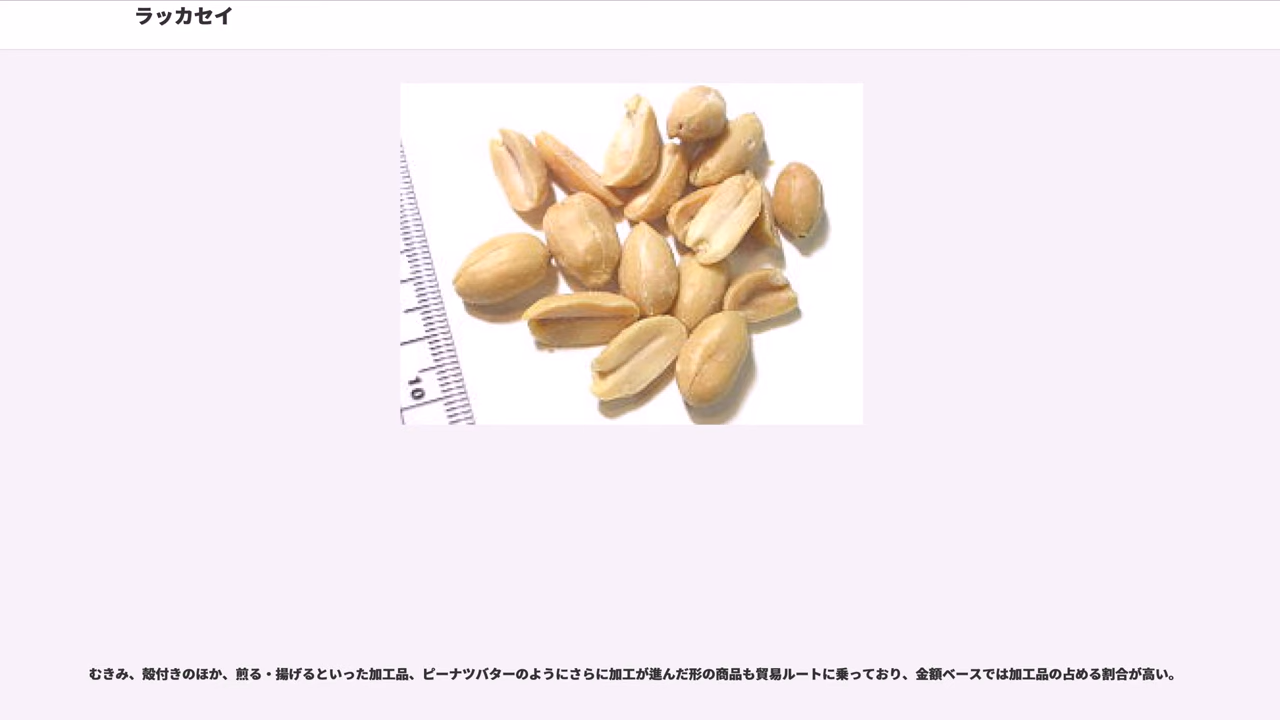 ラッカセイ
10
むきみ、殻付きのほか、煎る・揚げるといった加工品、ピーナツバターのようにさらに加工が進んだ形の商品も貿易ルートに乗っており、金額ベースでは加工品の占める割合が高い。